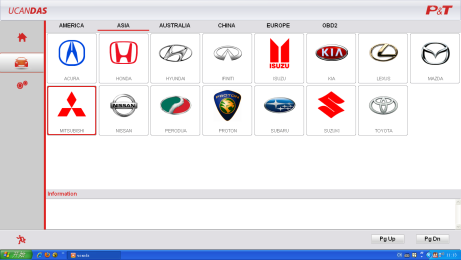 UCANDAS
P&T
AMERICA ASIA AUSTRALIA CHINA EUROPE OBD2
ISUZU KIA
ACURA HONDA HYUNDAI INFINITI ISUZU KIA LEXUS MAZDA
NISSAN PROTON
MITSUBISHI NISSAN PERODUA PROTON SUBARU SUZUKI TOYOTA
Information
Pg Up Pg Dn
ucandas